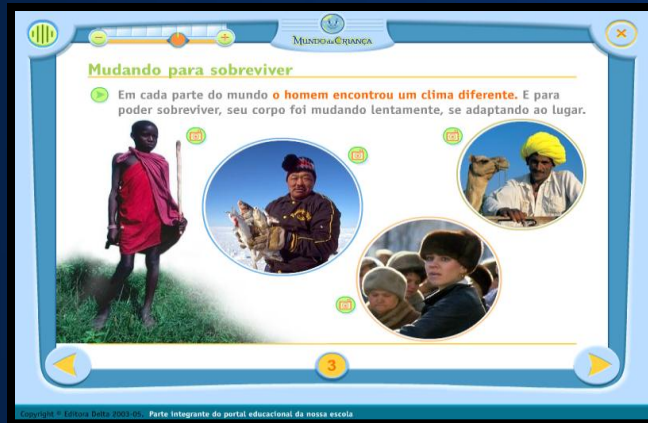 MUNDO da CRIANÇA
Mudando para sobreviver
Em cada parte do mundo o homem encontrou um clima diferente. E para
poder sobreviver, seu corpo foi mudando lentamente, se adaptando ao lugar.
3
Copyright © Editora Delta 2003-05. Parte integrante do portal educacional da nossa escola